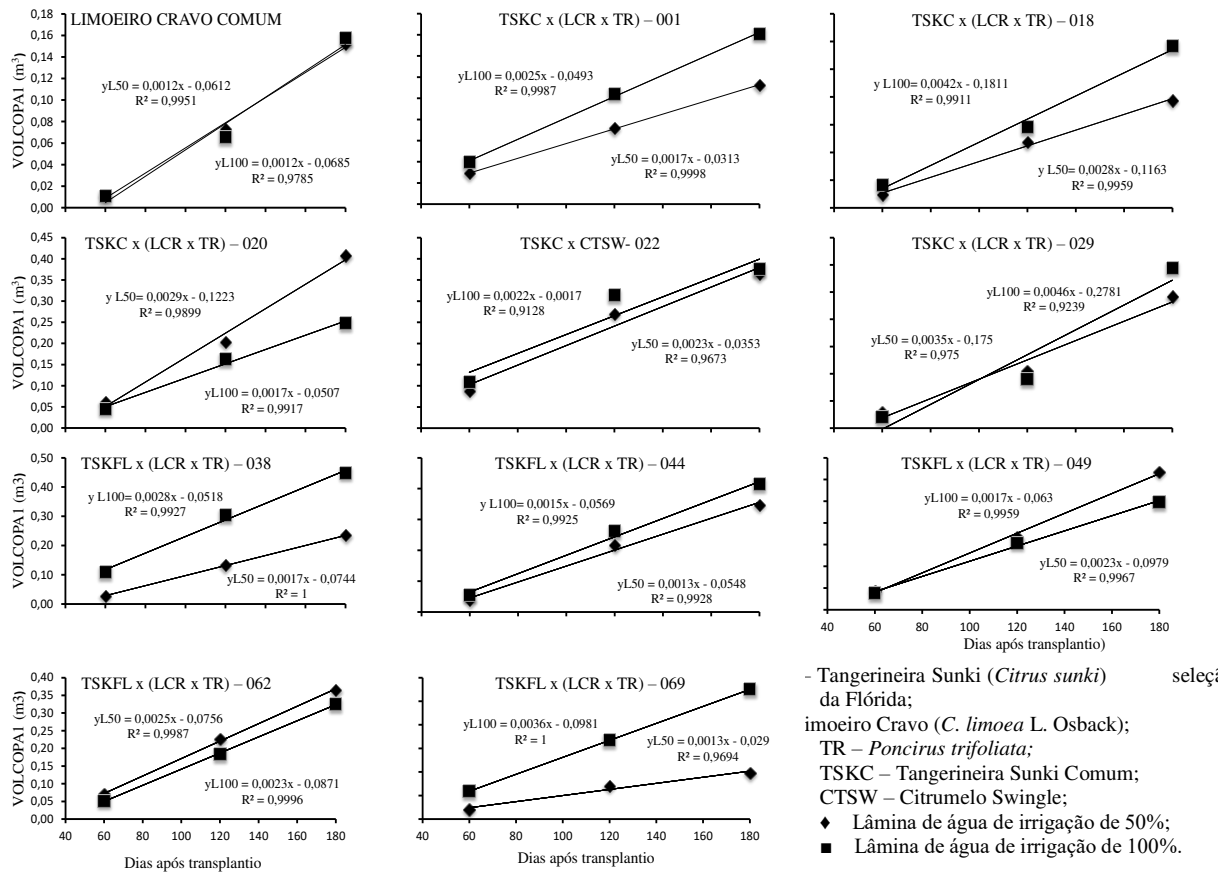 LIMOEIRO CRAVO COMUM
VOLCOPA1 (m³)
0,18
0,16
0,14
0,12
0,10
0,08
0,06
0,04
0,02
0,00
yL50 = 0,0012x - 0,0612
R² = 0,9951
yL100 = 0,0012x - 0,0685
R² = 0,9785
TSKC x (LCR x TR) – 001
yL100 = 0,0025x - 0,0493
R² = 0,9987
yL50 = 0,0017x - 0,0313
R² = 0,9998
TSKC x (LCR x TR) – 018
y L100= 0,0042x - 0,1811
R² = 0,9911
y L50= 0,0028x - 0,1163
R² = 0,9959
TSKC x (LCR x TR) – 020
VOLCOPA1 (m³)
0,45
0,40
0,35
0,30
0,25
0,20
0,15
0,10
0,05
0,00
y L50= 0,0029x - 0,1223
R² = 0,9899
yL100 = 0,0017x - 0,0507
R² = 0,9917
TSKC x CTSW- 022
yL100 = 0,0022x - 0,0017
R² = 0,9128
yL50 = 0,0023x - 0,0353
R² = 0,9673
TSKC x (LCR x TR) – 029
yL100 = 0,0046x - 0,2781
R² = 0,9239
yL50 = 0,0035x - 0,175
R² = 0,975
TSKFL x (LCR x TR) – 038
VOLCOPA1 (m3)
0,50
0,40
0,30
0,20
0,10
0,00
y L100= 0,0028x - 0,0518
R² = 0,9927
yL50 = 0,0017x - 0,0744
R² = 1
TSKFL x (LCR x TR) – 044
y L100= 0,0015x - 0,0569
R² = 0,9925
yL50 = 0,0013x - 0,0548
R² = 0,9928
TSKFL x (LCR x TR) – 049
yL100 = 0,0017x - 0,063
R² = 0,9959
yL50 = 0,0023x - 0,0979
R² = 0,9967
40 60 80 100 120 140 160 180
Dias após transplantio)
TSKFL x (LCR x TR) – 062
VOLCOPA1 (m3)
0,40
0,35
0,30
0,25
0,20
0,15
0,10
0,05
0,00
yL50 = 0,0025x - 0,0756
R² = 0,9987
yL100 = 0,0023x - 0,0871
R² = 0,9996
40 60 80 100 120 140 160 180
Dias após transplantio
TSKFL x (LCR x TR) – 069
yL100 = 0,0036x - 0,0981
R² = 1
yL50 = 0,0013x - 0,029
R² = 0,9694
40 60 80 100 120 140 160 180
Dias após transplantio
- Tangerineira Sunki (Citrus sunki) seleçã
da Flórida;
imoeiro Cravo (C. limoea L. Osback);
TR – Poncirus trifoliata;
TSKC – Tangerineira Sunki Comum;
CTSW – Citrumelo Swingle;
♦ Lâmina de água de irrigação de 50%;
■ Lâmina de água de irrigação de 100%.